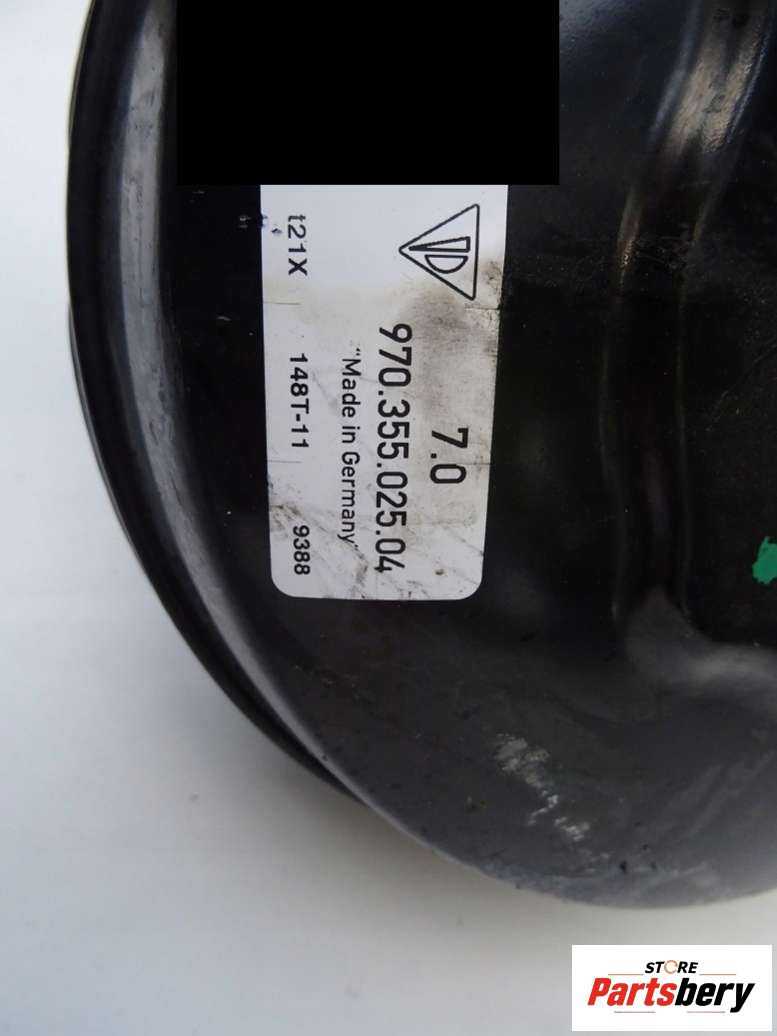 7.0
970.355.025.04
"Made in Germany"
t21X 148T-11 9388
STORE
Partsbery